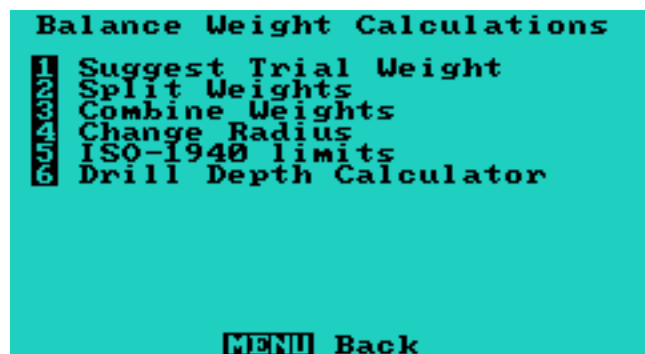 Balance Weight Calculations
1 Suggest Trial Weight
2 Split Weights
3 Combine Weights
4 Change Radius
5 ISO-1940 limits
6 Drill Depth Calculator
MENU Back